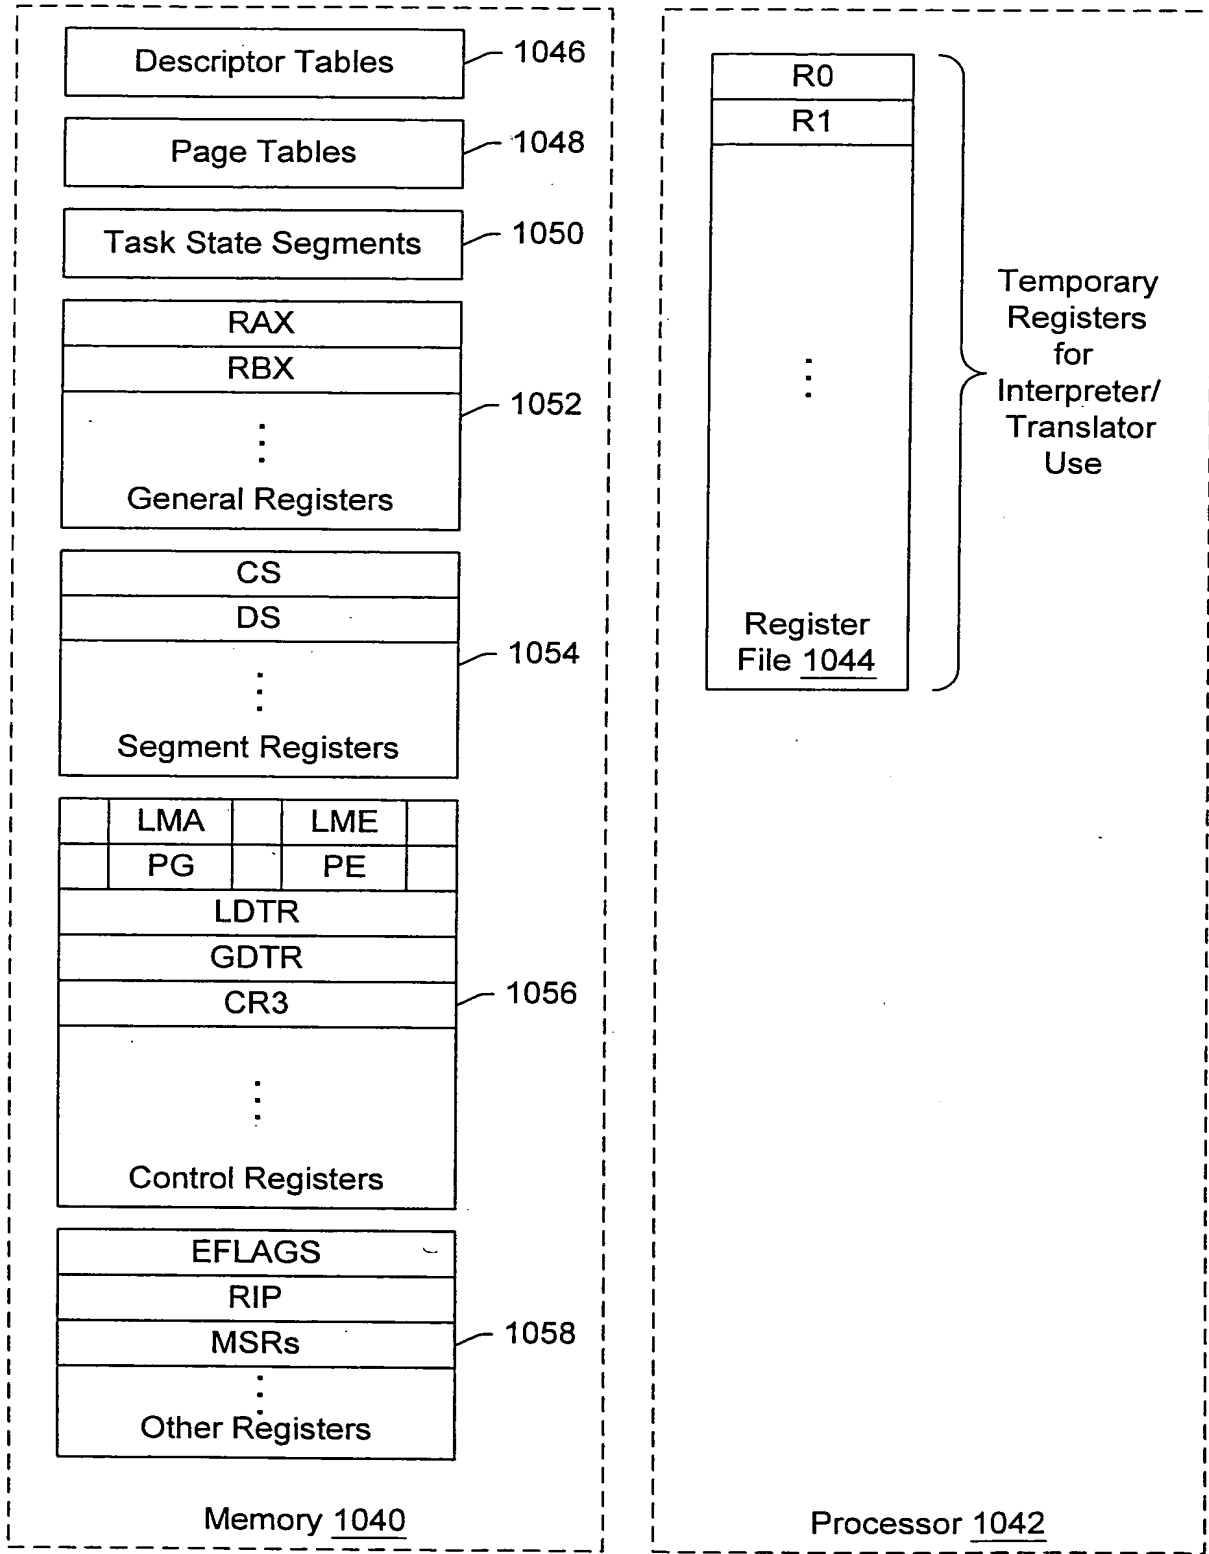 Descriptor Tables
1046
Page Tables
1048
Task State Segments
1050
RAX
RBX
1052
General Registers
CS
DS
1054
Segment Registers
LMA
LME
PG
PE
LDTR
GDTR
CR3
1056
Control Registers
EFLAGS
RIP
MSRs
1058
Other Registers
Memory 1040
R0
R1
Temporary
Registers
for
Interpreter/
Translator
Use
Register
File 1044
Processor 1042